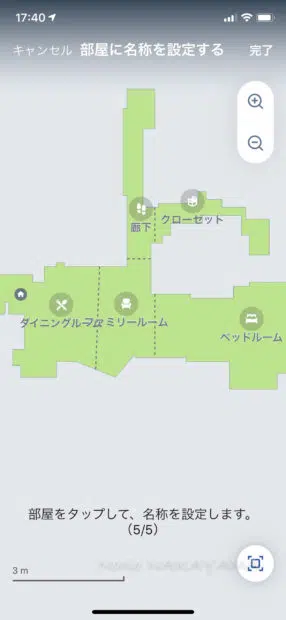 17:40
キャンセル 部屋に名称を設定する 完了
廊下
クローゼット
ダイニングルーム
ファミリールーム
ベッドルーム
部屋をタップして、名称を設定します。
（5/5）
3 m